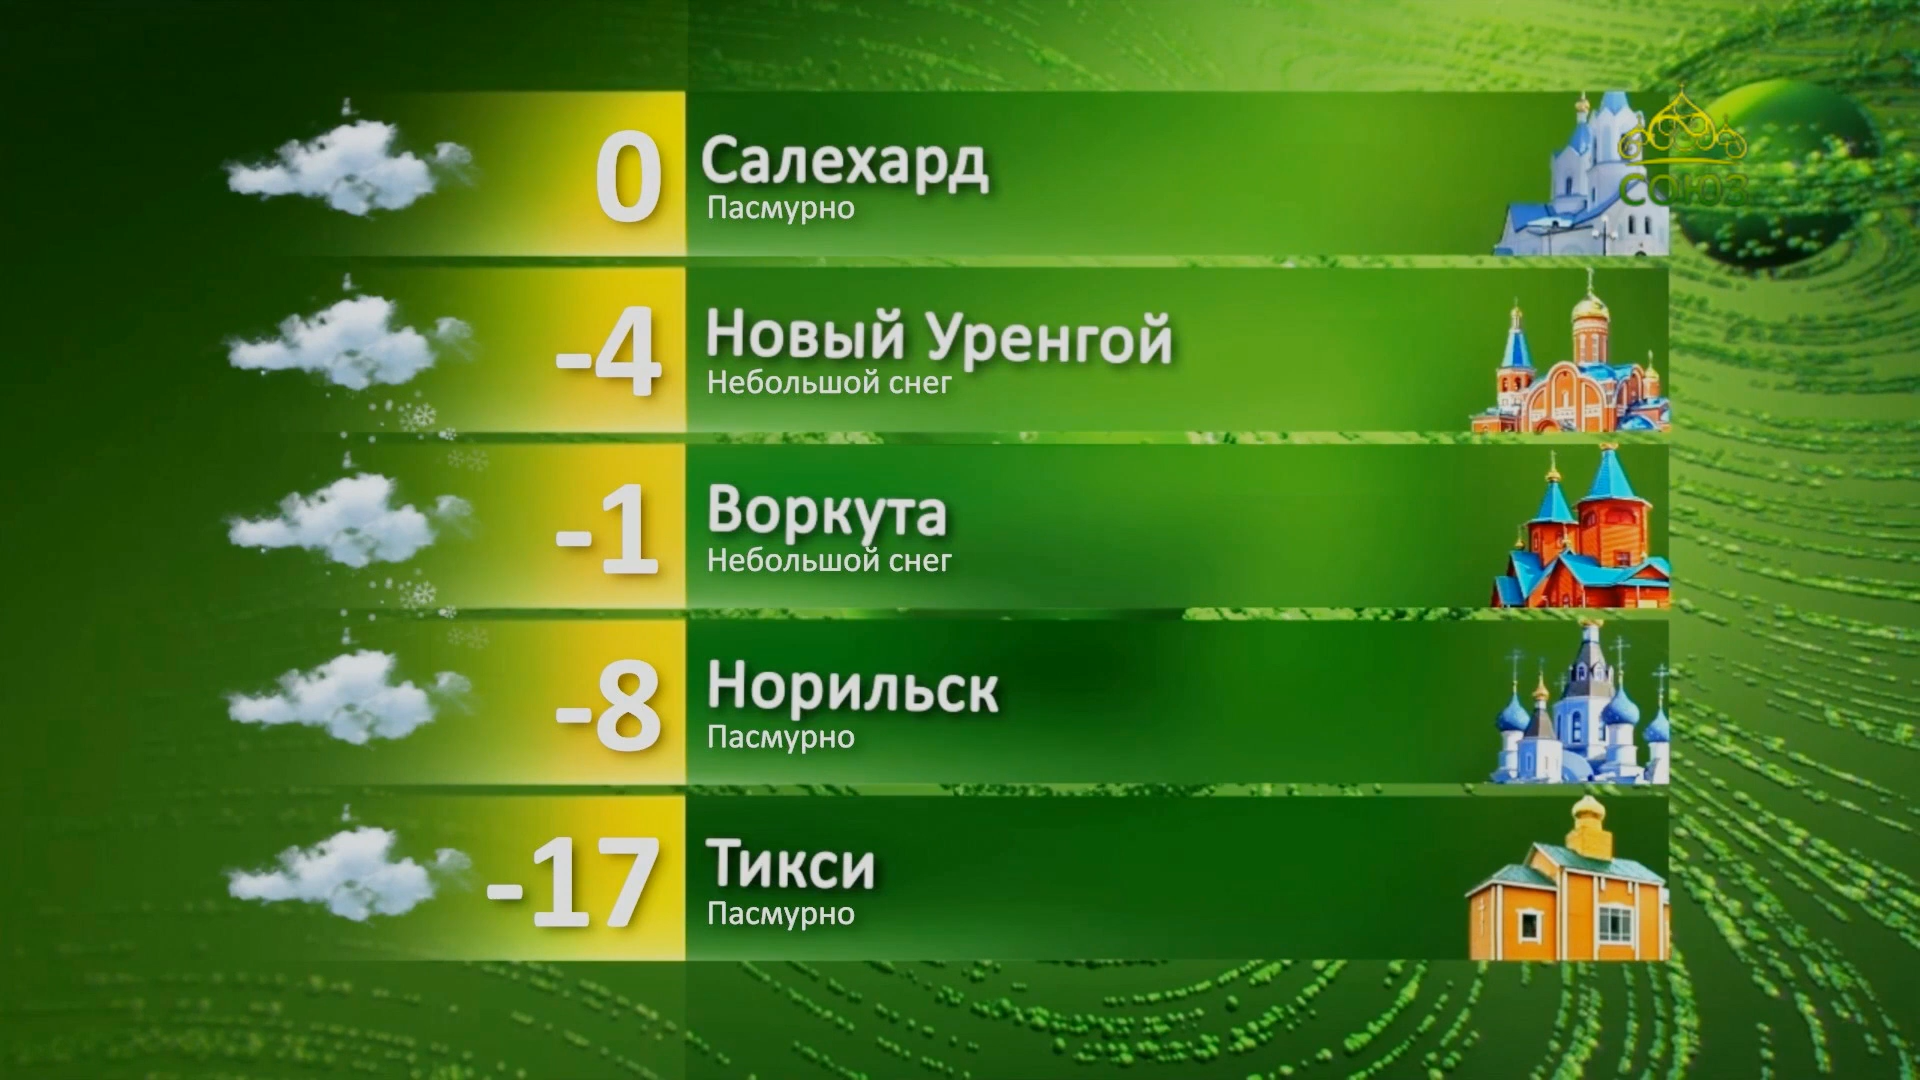 0
Салехард
Пасмурно
СОЮЗ
-4
Новый Уренгой
Небольшой снег
-1
Воркута
Небольшой снег
-8
Норильск
Пасмурно
-17
Тикси
Пасмурно